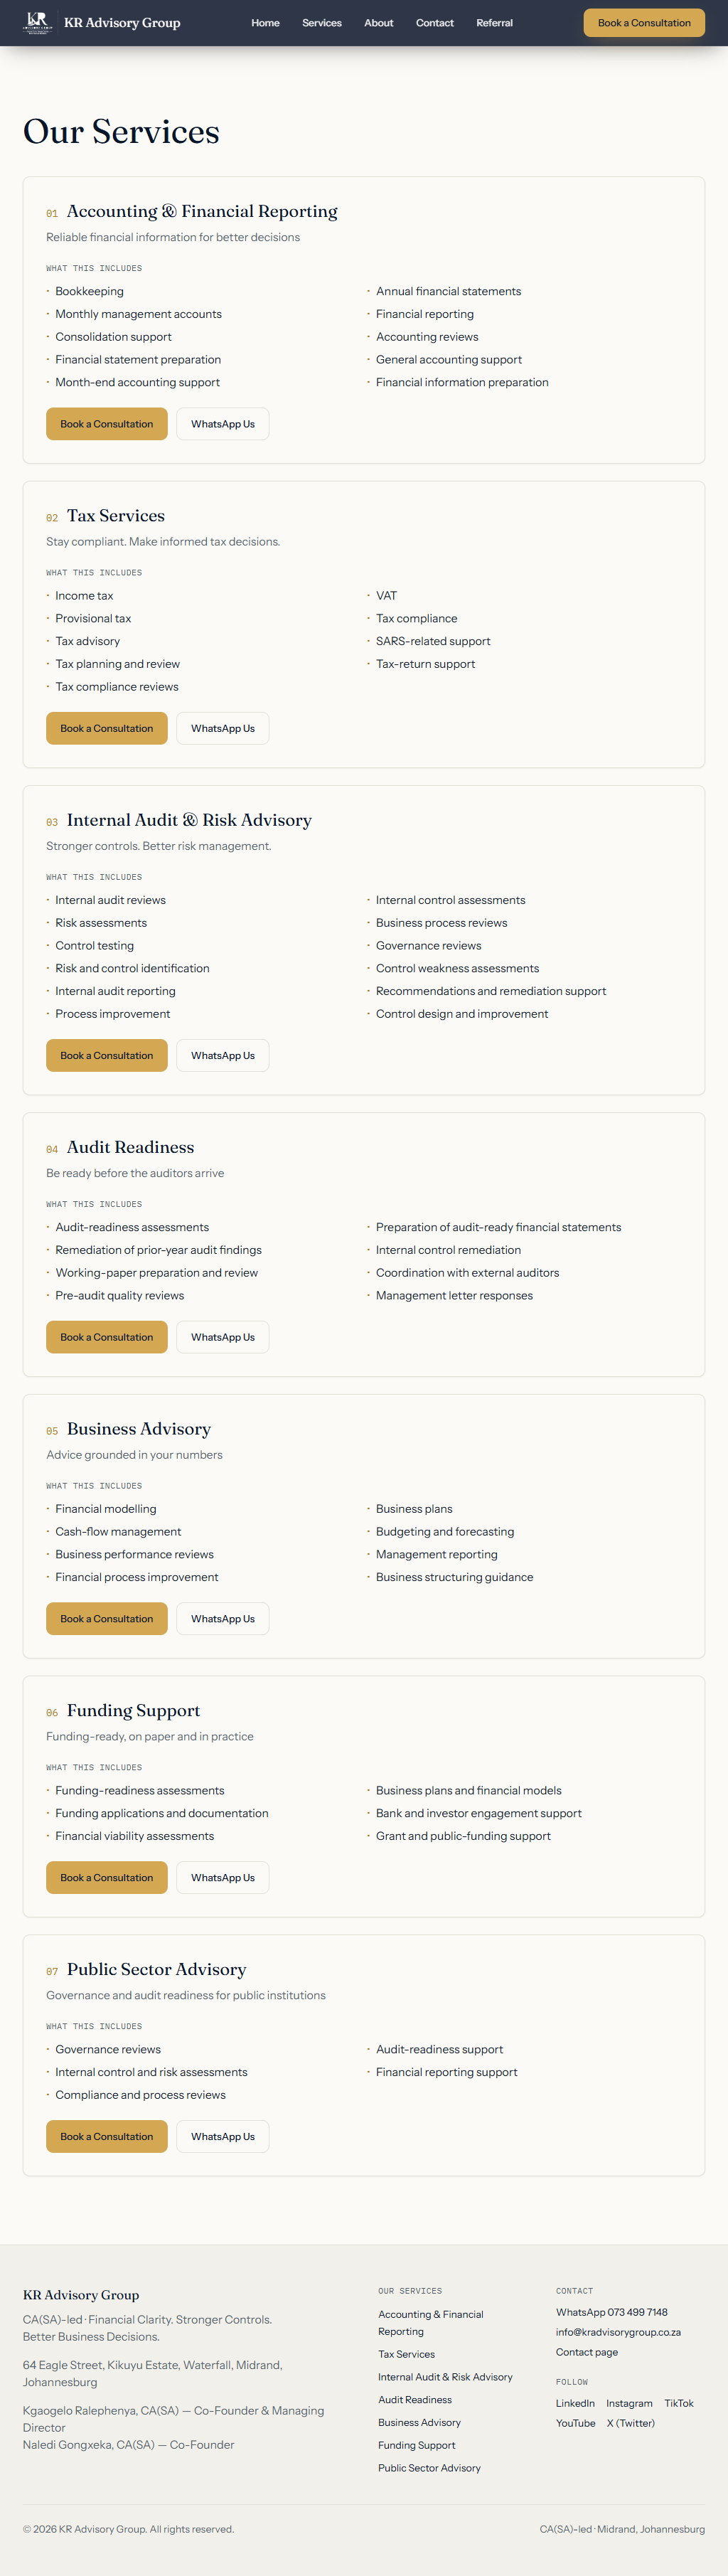 KR
KR Advisory Group
Home
Services
About
Contact
Referral
Book a Consultation
Our Services
01 Accounting & Financial Reporting
Reliable financial information for better decisions
WHAT THIS INCLUDES
· Bookkeeping
· Annual financial statements
· Monthly management accounts
· Financial reporting
· Consolidation support
· Accounting reviews
· Financial statement preparation
· General accounting support
· Month-end accounting support
· Financial information preparation
Book a Consultation
WhatsApp Us
02 Tax Services
Stay compliant. Make informed tax decisions.
WHAT THIS INCLUDES
· Income tax
· VAT
· Provisional tax
· Tax compliance
· Tax advisory
· SARS-related support
· Tax planning and review
· Tax-return support
· Tax compliance reviews
Book a Consultation
WhatsApp Us
03 Internal Audit & Risk Advisory
Stronger controls. Better risk management.
WHAT THIS INCLUDES
· Internal audit reviews
· Internal control assessments
· Risk assessments
· Business process reviews
· Control testing
· Governance reviews
· Risk and control identification
· Control weakness assessments
· Internal audit reporting
· Recommendations and remediation support
· Process improvement
· Control design and improvement
Book a Consultation
WhatsApp Us
04 Audit Readiness
Be ready before the auditors arrive
WHAT THIS INCLUDES
· Audit-readiness assessments
· Preparation of audit-ready financial statements
· Remediation of prior-year audit findings
· Internal control remediation
· Working-paper preparation and review
· Coordination with external auditors
· Pre-audit quality reviews
· Management letter responses
Book a Consultation
WhatsApp Us
05 Business Advisory
Advice grounded in your numbers
WHAT THIS INCLUDES
· Financial modelling
· Business plans
· Cash-flow management
· Budgeting and forecasting
· Business performance reviews
· Management reporting
· Financial process improvement
· Business structuring guidance
Book a Consultation
WhatsApp Us
06 Funding Support
Funding-ready, on paper and in practice
WHAT THIS INCLUDES
· Funding-readiness assessments
· Business plans and financial models
· Funding applications and documentation
· Bank and investor engagement support
· Financial viability assessments
· Grant and public-funding support
Book a Consultation
WhatsApp Us
07 Public Sector Advisory
Governance and audit readiness for public institutions
WHAT THIS INCLUDES
· Governance reviews
· Audit-readiness support
· Internal control and risk assessments
· Financial reporting support
· Compliance and process reviews
Book a Consultation
WhatsApp Us
KR Advisory Group
CA(SA)-led · Financial Clarity. Stronger Controls.
Better Business Decisions.
64 Eagle Street, Kikuyu Estate, Waterfall, Midrand,
Johannesburg
Kgaogelo Ralephenya, CA(SA) — Co-Founder & Managing
Director
Naledi Gongxeka, CA(SA) — Co-Founder
OUR SERVICES
Accounting & Financial
Reporting
Tax Services
Internal Audit & Risk Advisory
Audit Readiness
Business Advisory
Funding Support
Public Sector Advisory
CONTACT
WhatsApp 073 499 7148
info@kradvisorygroup.co.za
Contact page
FOLLOW
LinkedIn
Instagram
TikTok
YouTube
X (Twitter)
© 2026 KR Advisory Group. All rights reserved.
CA(SA)-led · Midrand, Johannesburg